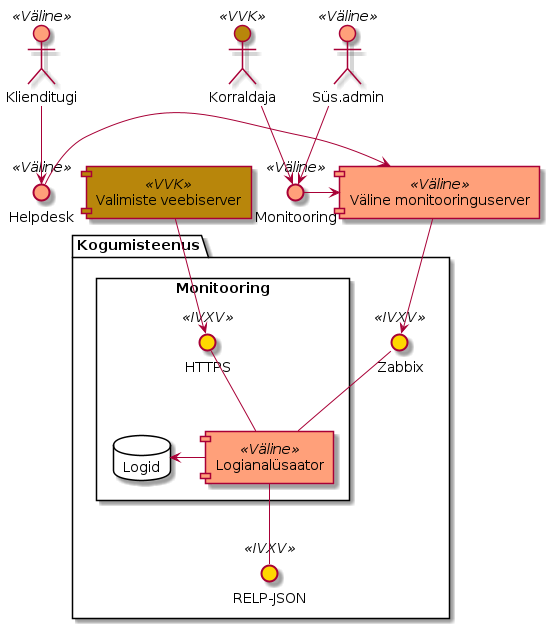 «Väline»
Klienditugi
«VVK»
Korraldaja
«Väline»
Süs.admin
«Väline»
Helpdesk
«VVK»
Valimiste veebiserver
«Väline»
Monitooring
«Väline»
Väline monitooringuserver
Kogumisteenus
Monitooring
«IVXV»
HTTPS
«IVXV»
Zabbix
Logid
«Väline»
Logianalüsaator
«IVXV»
RELP-JSON